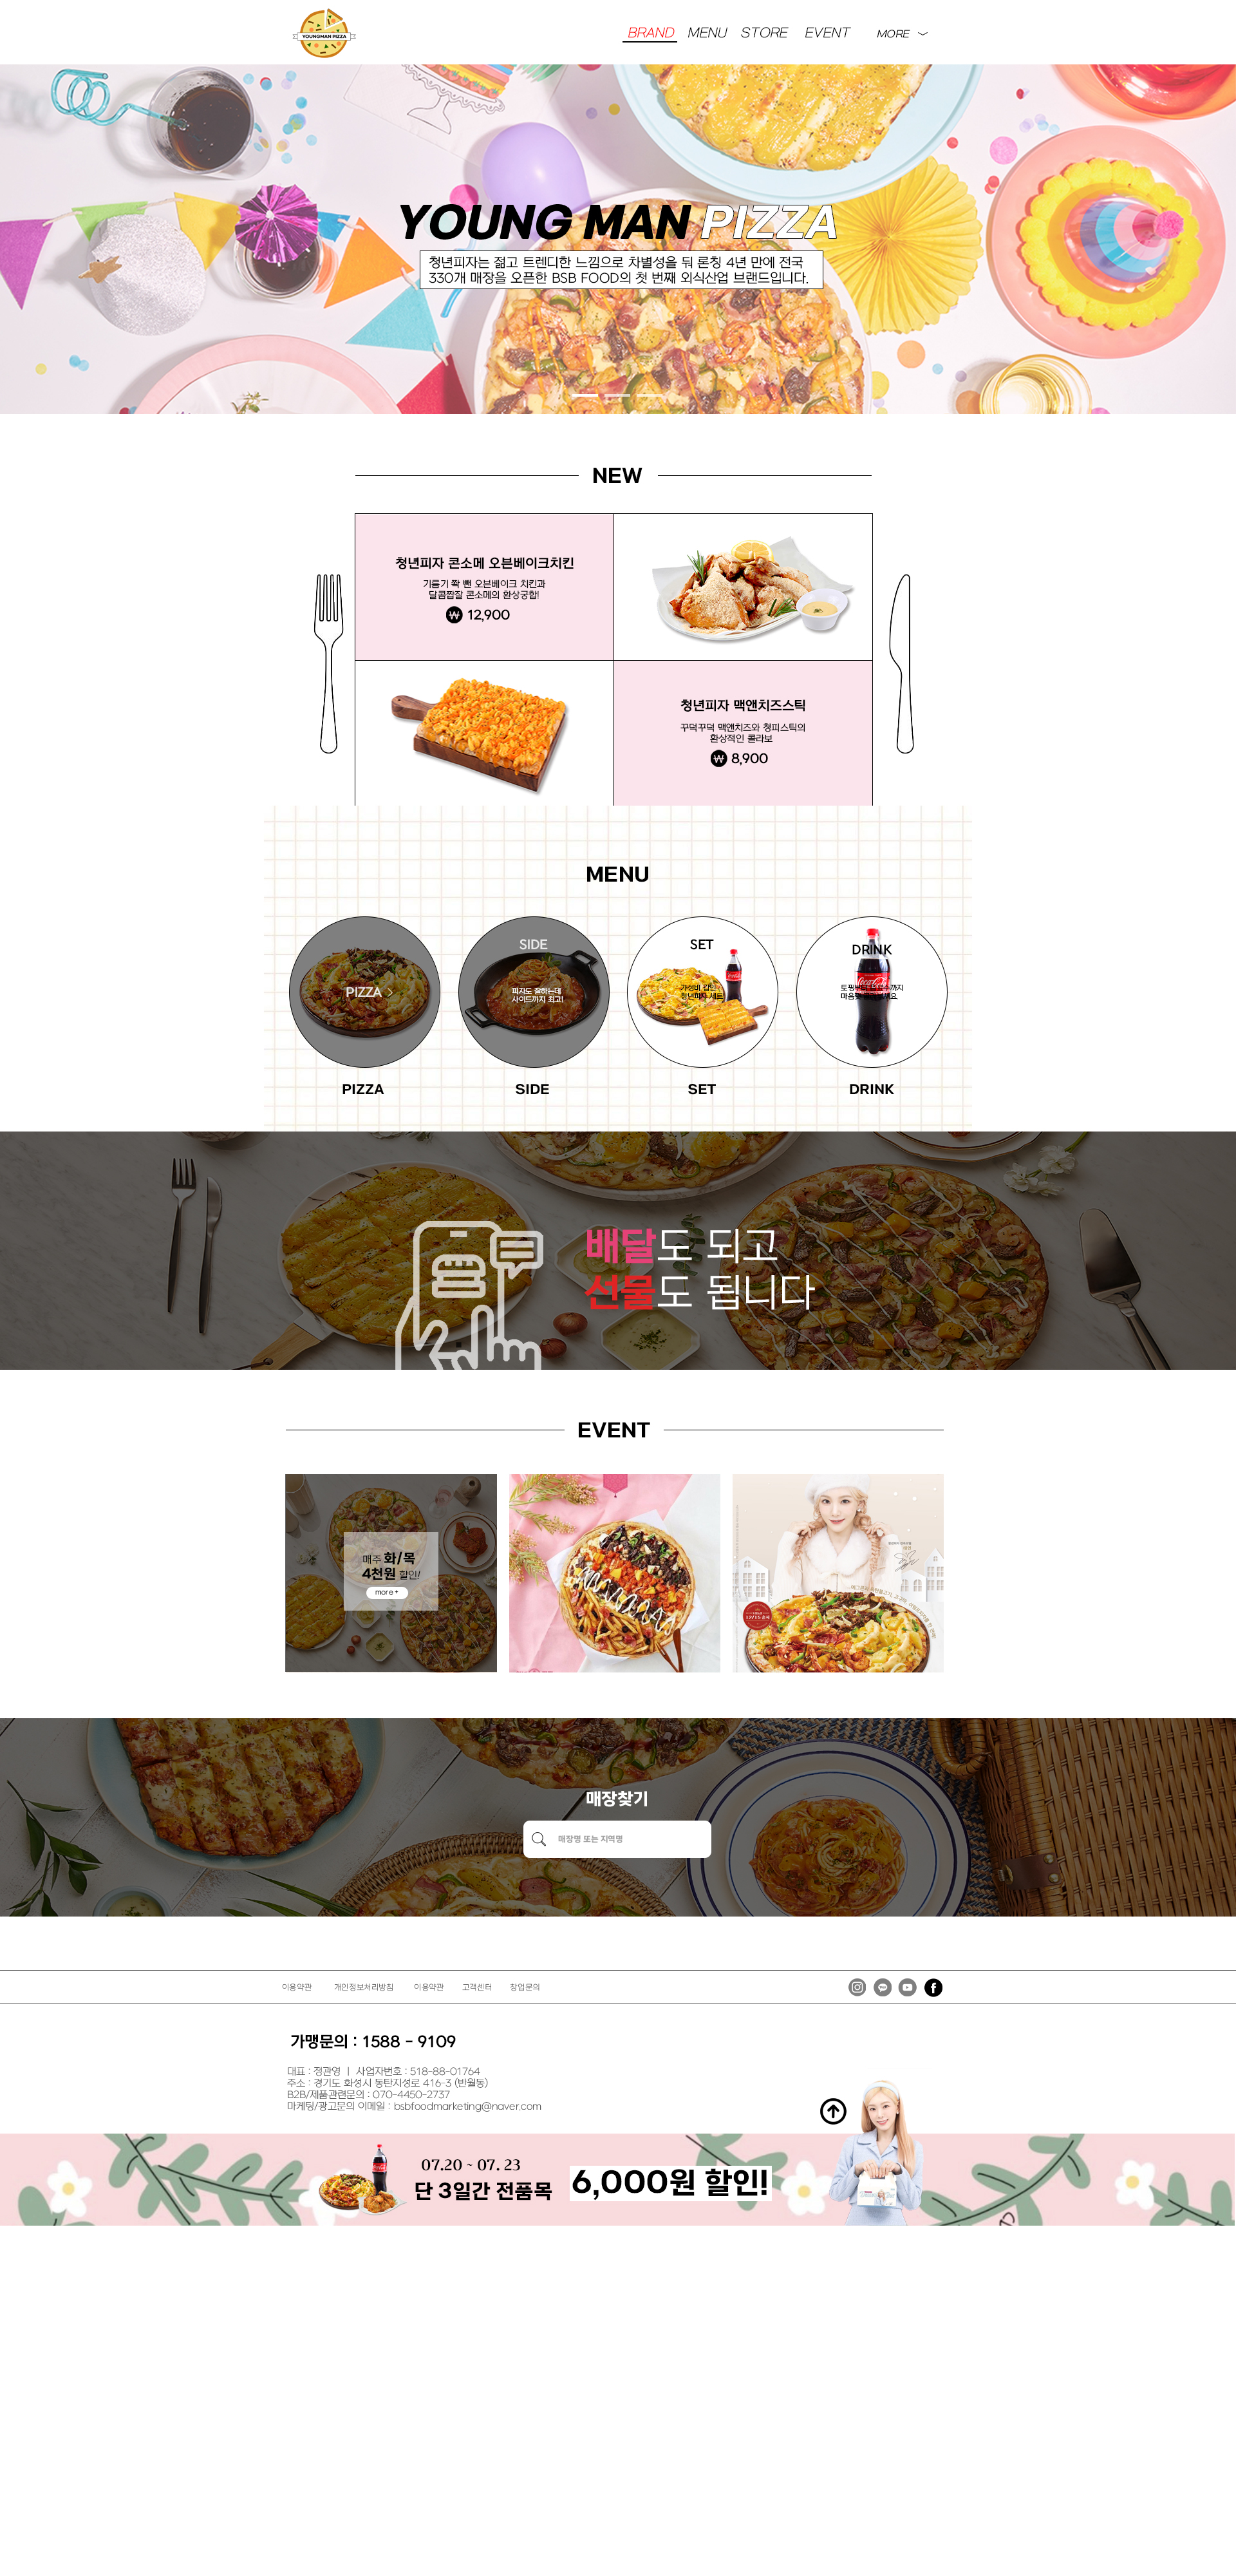 YOUNGMAN PIZZA
BRAND MENU STORE EVENT MORE
YOUNG MAN PIZZA
청년피자는 젊고 트렌디한 느낌으로 차별성을 둬 론칭 4년 만에 전국
330개 매장을 오픈한 BSB FOOD의 첫 번째 외식산업 브랜드입니다.
NEW
청년피자 콘소메 오븐베이크치킨
기름기 쫙 뺀 오븐베이크 치킨과
달콤짭잘 콘소메의 환상궁합!
₩ 12,900
청년피자 맥앤치즈스틱
꾸덕꾸덕 맥앤치즈와 청피스틱의
환상적인 콜라보
₩ 8,900
MENU
PIZZA >
SIDE
피자도 잘하는데
사이드까지 최고!
SET
가성비 갑인
청년피자 세트!
DRINK
Coca-Cola
PIZZA
SIDE
SET
DRINK
배달도 되고
선물도 됩니다
EVENT
매주 화/목
4천원 할인!
more +
매장찾기
매장명 또는 지역명
이용약관 개인정보처리방침 이용약관 고객센터 창업문의
가맹문의 : 1588 - 9109
대표 : 정관영 ㅣ 사업자번호 : 518-88-01764
주소 : 경기도 화성시 동탄지성로 416-3 (반월동)
B2B/제품관련문의 : 070-4450-2737
마케팅/광고문의 이메일 : bsbfoodmarketing@naver.com
07.20 ~ 07. 23
단 3일간 전품목
6,000원 할인!